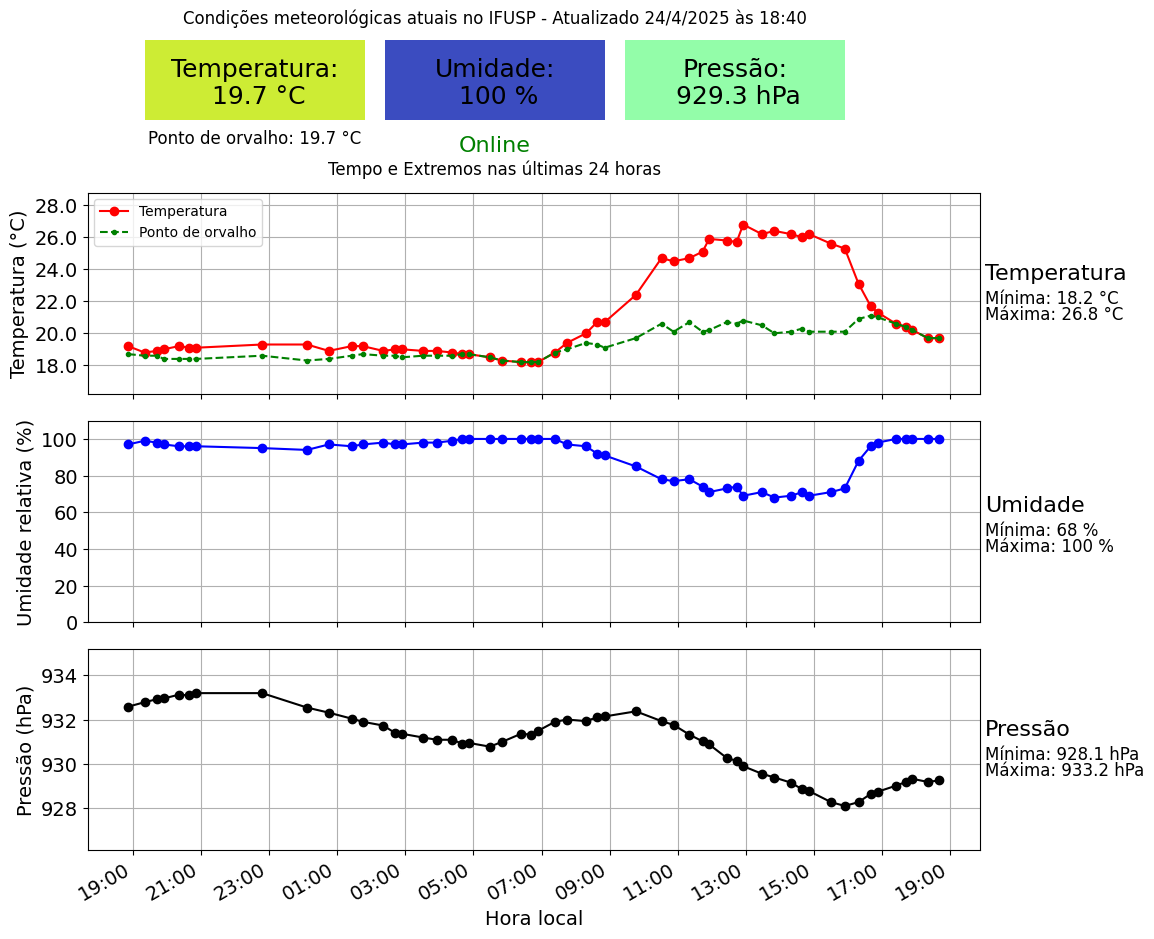 Condições meteorológicas atuais no IFUSP - Atualizado 24/4/2025 às 18:40
Temperatura:
19.7 °C
Umidade:
100 %
Pressão:
929.3 hPa
Ponto de orvalho: 19.7 °C
Online
Tempo e Extremos nas últimas 24 horas
Temperatura (°C)
28.0
26.0
24.0
22.0
20.0
18.0
Temperatura
Ponto de orvalho
Temperatura
Mínima: 18.2 °C
Máxima: 26.8 °C
Umidade relativa (%)
100
80
60
40
20
0
Umidade
Mínima: 68 %
Máxima: 100 %
Pressão (hPa)
934
932
930
928
Pressão
Mínima: 928.1 hPa
Máxima: 933.2 hPa
19:00 21:00 23:00 01:00 03:00 05:00 07:00 09:00 11:00 13:00 15:00 17:00 19:00
Hora local